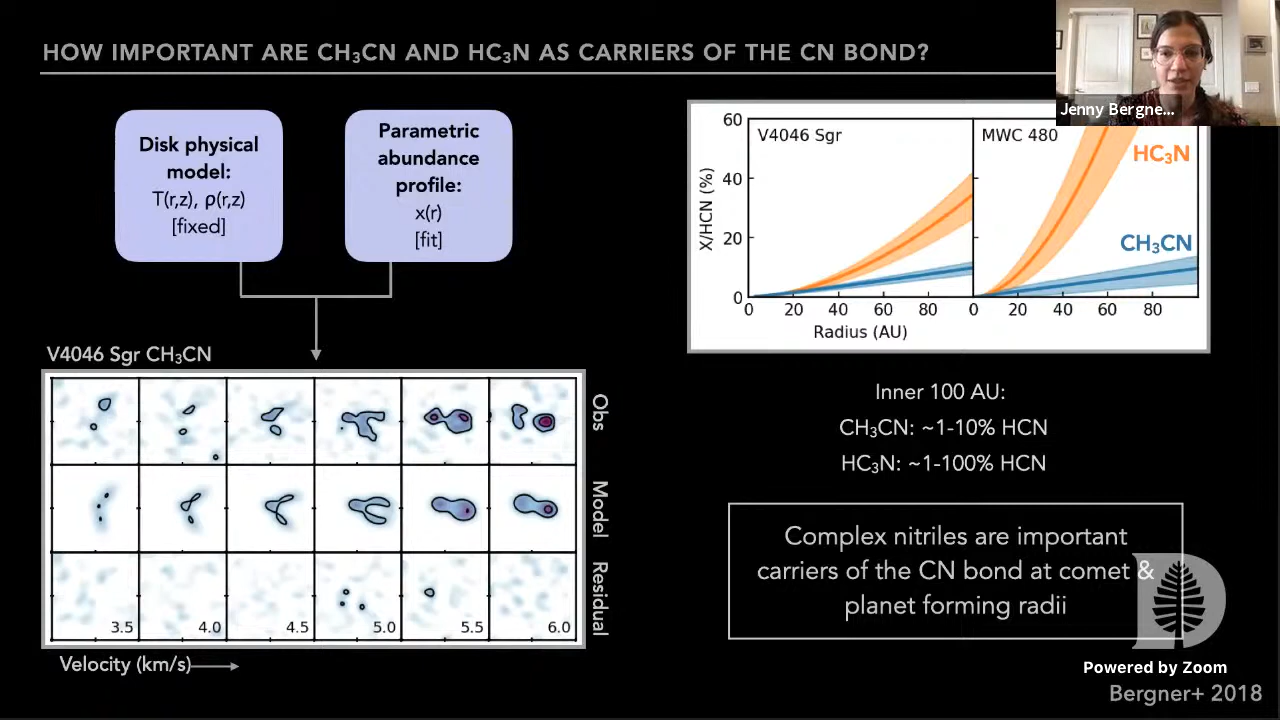 HOW IMPORTANT ARE CH₃CN AND HC₃N AS CARRIERS OF THE CN BOND?
Jenny Bergne...
Disk physical
model:
T(r,z), ρ(r,z)
[fixed]
Parametric
abundance
profile:
x(r)
[fit]
V4046 Sgr CH₃CN
Obs
Model
Residual
3.5 4.0 4.5 5.0 5.5 6.0
Velocity (km/s)
V4046 Sgr
MWC 480
HC₃N
CH₃CN
X/HCN (%)
60
40
20
0
0 20 40 60 80 0 20 40 60 80
Radius (AU)
Inner 100 AU:
CH₃CN: ~1-10% HCN
HC₃N: ~1-100% HCN
Complex nitriles are important
carriers of the CN bond at comet &
planet forming radii
D
Powered by Zoom
Bergner+ 2018